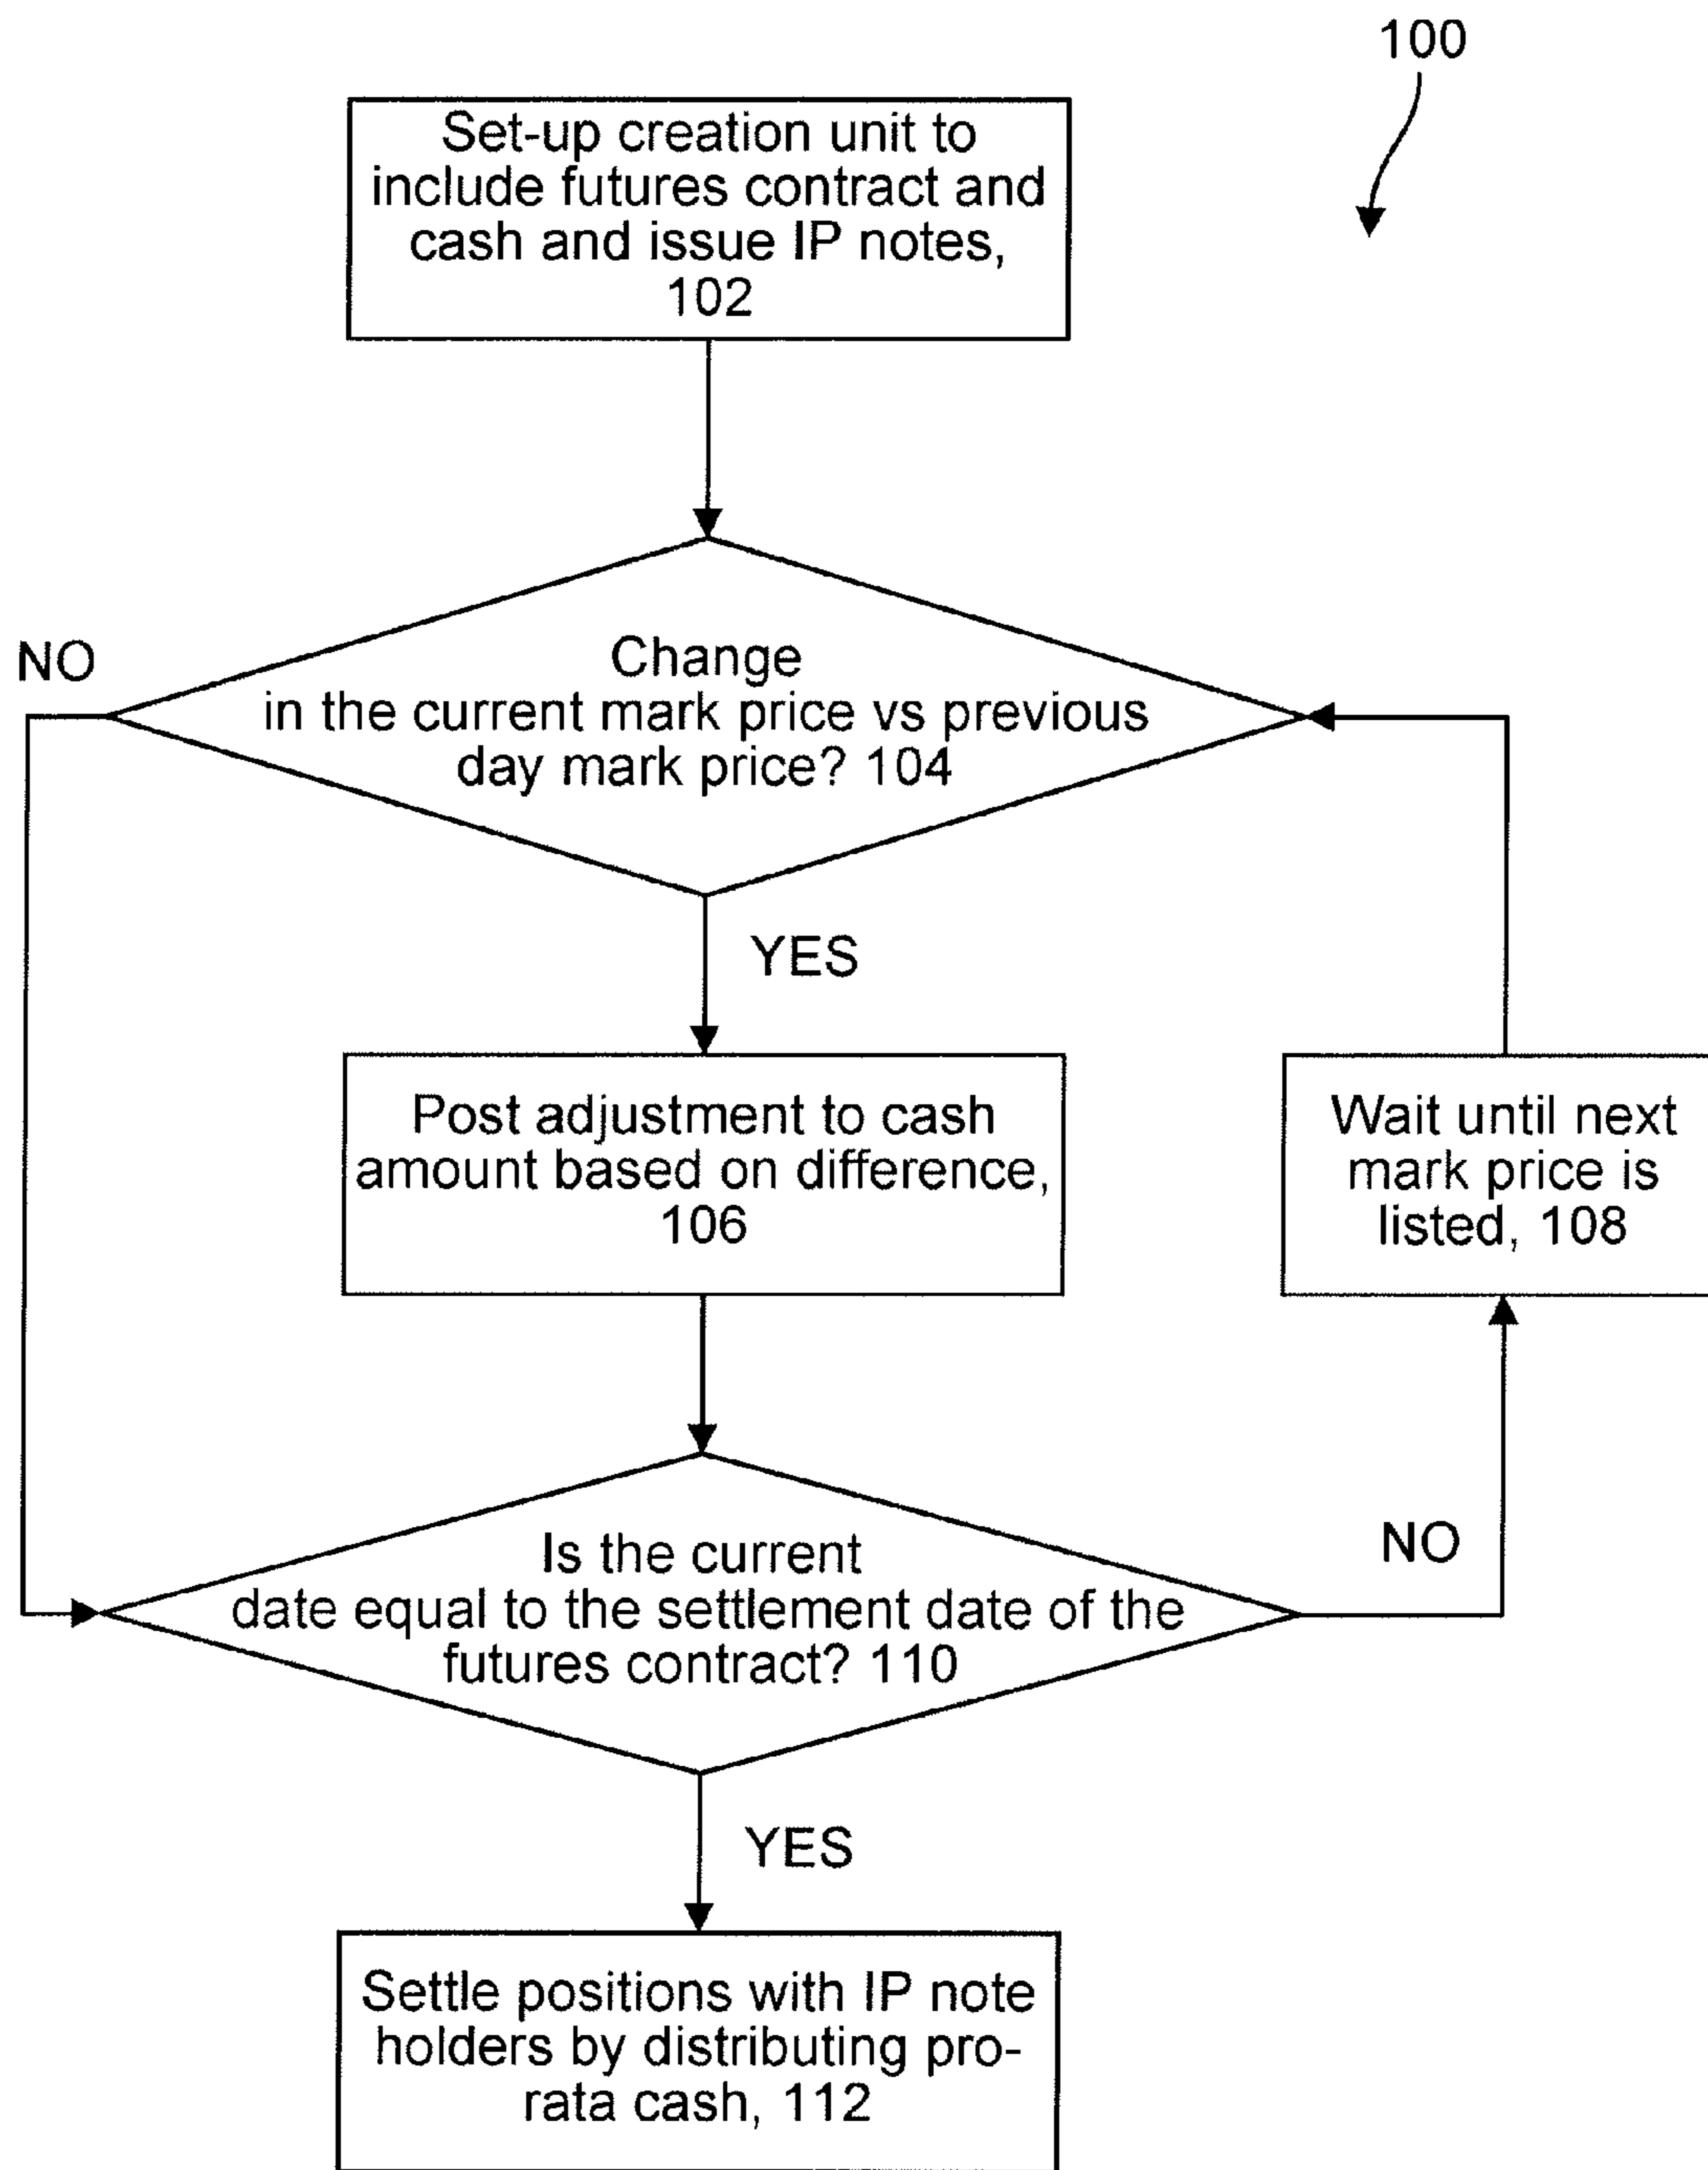 100
Set-up creation unit to
include futures contract and
cash and issue IP notes,
102
NO
Change
in the current mark price vs previous
day mark price? 104
YES
Post adjustment to cash
amount based on difference,
106
Wait until next
mark price is
listed, 108
Is the current
date equal to the settlement date of the
futures contract? 110
NO
YES
Settle positions with IP note
holders by distributing pro-
rata cash, 112